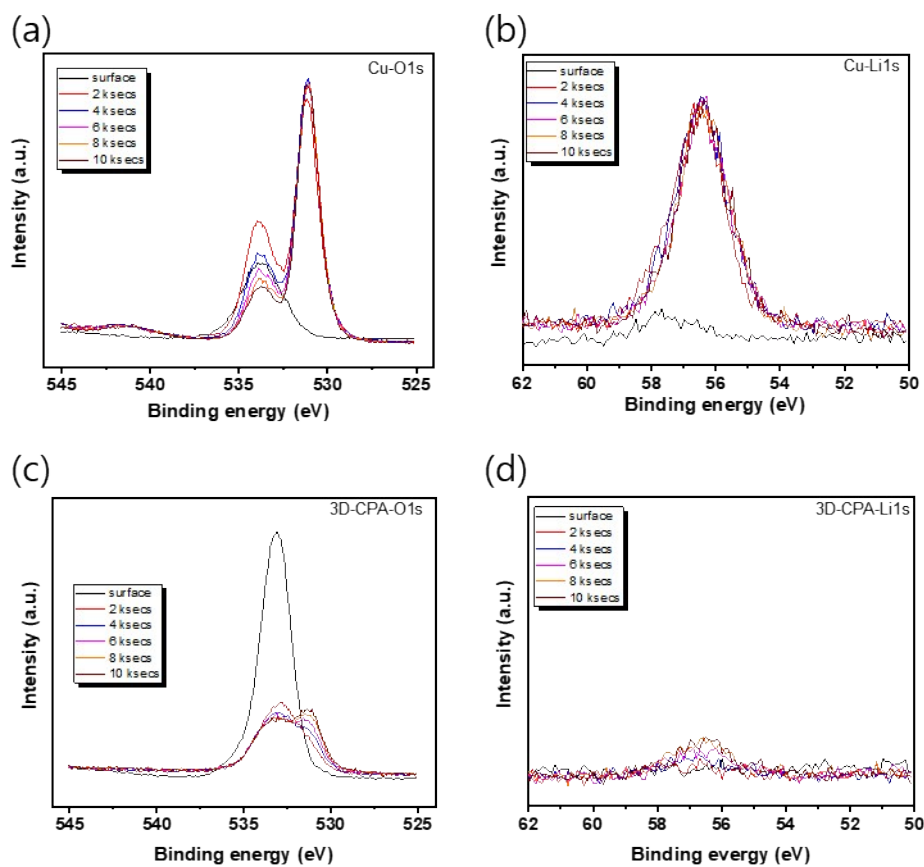 (a)
Cu-O1s
surface
2 ksecs
4 ksecs
6 ksecs
8 ksecs
10 ksecs
Intensity (a.u.)
545 540 535 530 525
Binding energy (eV)
(b)
Cu-Li1s
surface
2 ksecs
4 ksecs
6 ksecs
8 ksecs
10 ksecs
Intensity (a.u.)
62 60 58 56 54 52 50
Binding energy (eV)
(c)
3D-CPA-O1s
surface
2 ksecs
4 ksecs
6 ksecs
8 ksecs
10 ksecs
Intensity (a.u.)
545 540 535 530 525
Binding energy (eV)
(d)
3D-CPA-Li1s
surface
2 ksecs
4 ksecs
6 ksecs
8 ksecs
10 ksecs
Intensity (a.u.)
62 60 58 56 54 52 50
Binding evergy (eV)